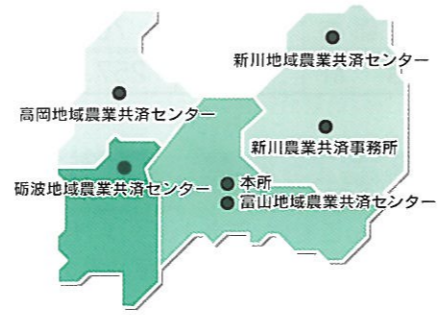 新川地域農業共済センター
高岡地域農業共済センター
新川農業共済事務所
砺波地域農業共済センター
本所
富山地域農業共済センター